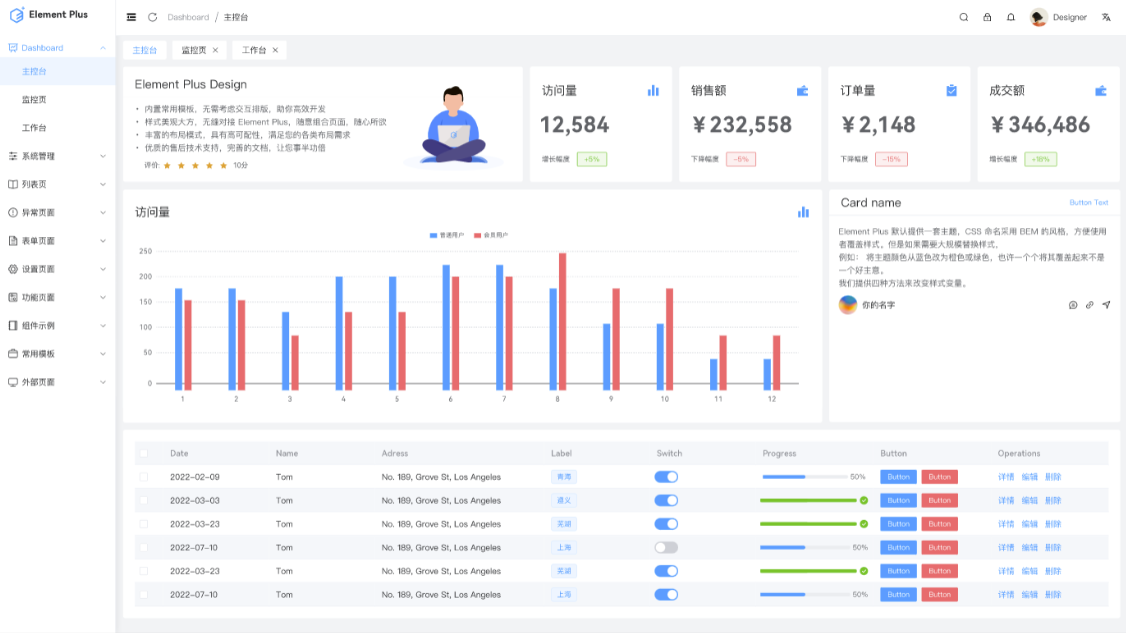 Element Plus
Dashboard / 主控台
Designer
Dashboard
主控台
监控页
工作台
系统管理
列表页
异常页面
表单页面
设置页面
功能页面
组件示例
常用模板
外部页面
主控台 监控页 × 工作台 ×
Element Plus Design
• 内置常用模板，无需考虑交互排版，助你高效开发
• 样式美观大方，无缝对接 Element Plus，随意组合页面，随心所欲
• 丰富的布局模式，具有高可配性，满足您的各类布局需求
• 优质的售后技术支持，完善的文档，让您事半功倍
评价: 10分
访问量
12,584
增长幅度 +5%
销售额
¥232,558
下降幅度 -5%
订单量
¥2,148
下降幅度 -15%
成交额
¥346,486
增长幅度 +18%
访问量
普通用户 会员用户
250
200
150
100
50
0
1 2 3 4 5 6 7 8 9 10 11 12
Card name Button Text
Element Plus 默认提供一套主题，CSS 命名采用 BEM 的风格，方便使用
者覆盖样式。但是如果需要大规模替换样式，
例如： 将主题颜色从蓝色改为橙色或绿色，也许一个个将其覆盖起来不是
一个好主意。
我们提供四种方法来改变样式变量。
你的名字
Date Name Adress Label Switch Progress Button Operations
2022-02-09 Tom No. 189, Grove St, Los Angeles 青海 50% Button Button 详情 编辑 删除
2022-03-03 Tom No. 189, Grove St, Los Angeles 遵义 Button Button 详情 编辑 删除
2022-03-23 Tom No. 189, Grove St, Los Angeles 芜湖 Button Button 详情 编辑 删除
2022-07-10 Tom No. 189, Grove St, Los Angeles 上海 50% Button Button 详情 编辑 删除
2022-03-23 Tom No. 189, Grove St, Los Angeles 芜湖 Button Button 详情 编辑 删除
2022-07-10 Tom No. 189, Grove St, Los Angeles 上海 50% Button Button 详情 编辑 删除